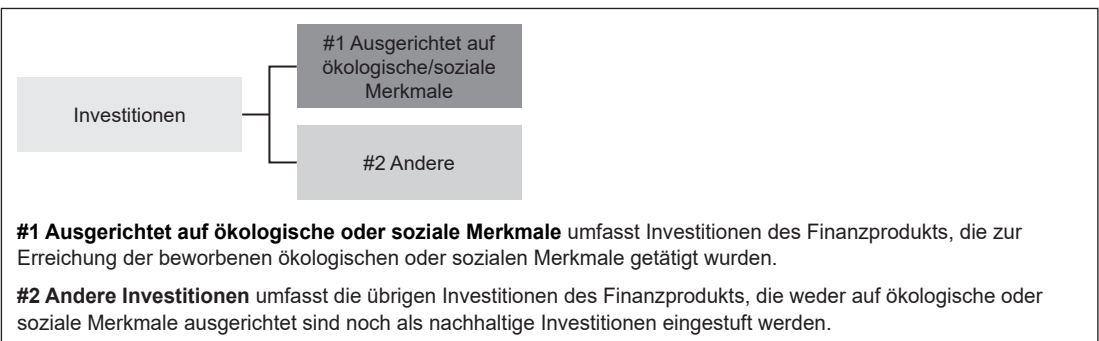 #1 Ausgerichtet auf
ökologische/soziale
Merkmale
Investitionen
#2 Andere
#1 Ausgerichtet auf ökologische oder soziale Merkmale umfasst Investitionen des Finanzprodukts, die zur
Erreichung der beworbenen ökologischen oder sozialen Merkmale getätigt wurden.
#2 Andere Investitionen umfasst die übrigen Investitionen des Finanzprodukts, die weder auf ökologische oder
soziale Merkmale ausgerichtet sind noch als nachhaltige Investitionen eingestuft werden.